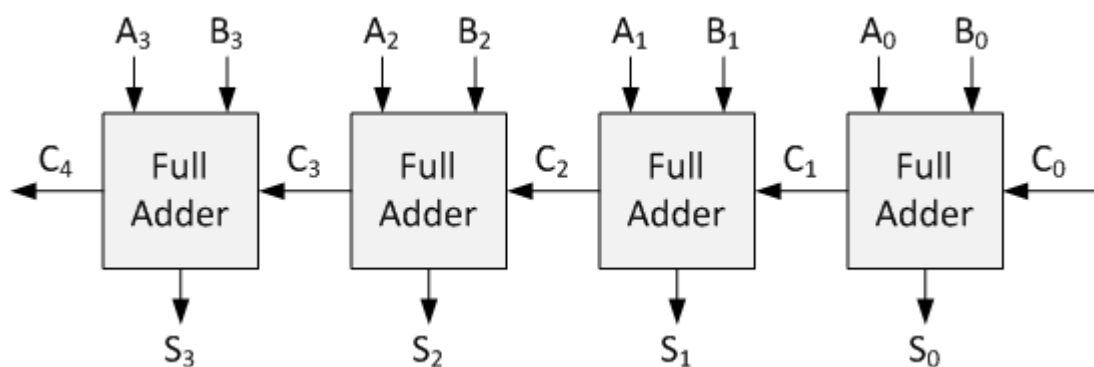 A₃ B₃ A₂ B₂ A₁ B₁ A₀ B₀
C₄ Full Adder C₃ Full Adder C₂ Full Adder C₁ Full Adder C₀
S₃ S₂ S₁ S₀